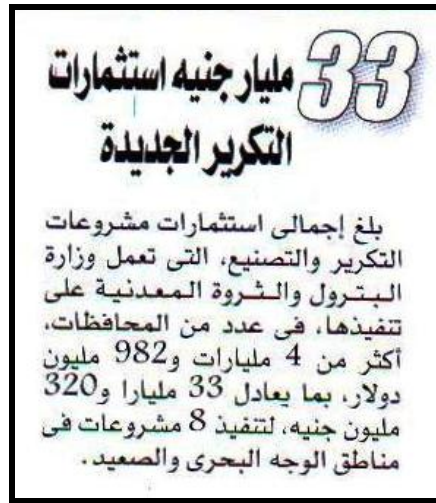 33 مليار جنيه استثمارات
التكرير الجديدة
بلغ إجمالى استثمارات مشروعات
التكرير والتصنيع، التى تعمل وزارة
البترول والثروة المعدنية على
تنفيذها، فى عدد من المحافظات،
أكثر من 4 مليارات و982 مليون
دولار، بما يعادل 33 مليارا و320
مليون جنيه، لتنفيذ 8 مشروعات فى
مناطق الوجه البحرى والصعيد.